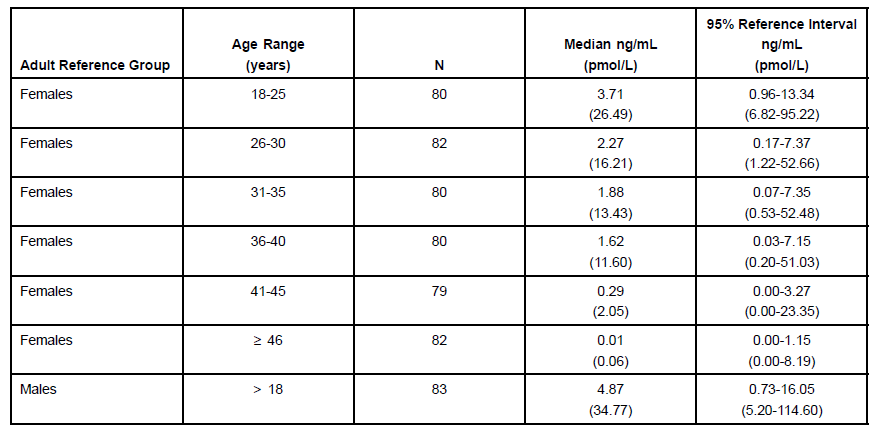 Adult Reference Group
Age Range
(years)
N
Median ng/mL
(pmol/L)
95% Reference Interval
ng/mL
(pmol/L)
Females
18-25
80
3.71
(26.49)
0.96-13.34
(6.82-95.22)
Females
26-30
82
2.27
(16.21)
0.17-7.37
(1.22-52.66)
Females
31-35
80
1.88
(13.43)
0.07-7.35
(0.53-52.48)
Females
36-40
80
1.62
(11.60)
0.03-7.15
(0.20-51.03)
Females
41-45
79
0.29
(2.05)
0.00-3.27
(0.00-23.35)
Females
≥ 46
82
0.01
(0.06)
0.00-1.15
(0.00-8.19)
Males
> 18
83
4.87
(34.77)
0.73-16.05
(5.20-114.60)